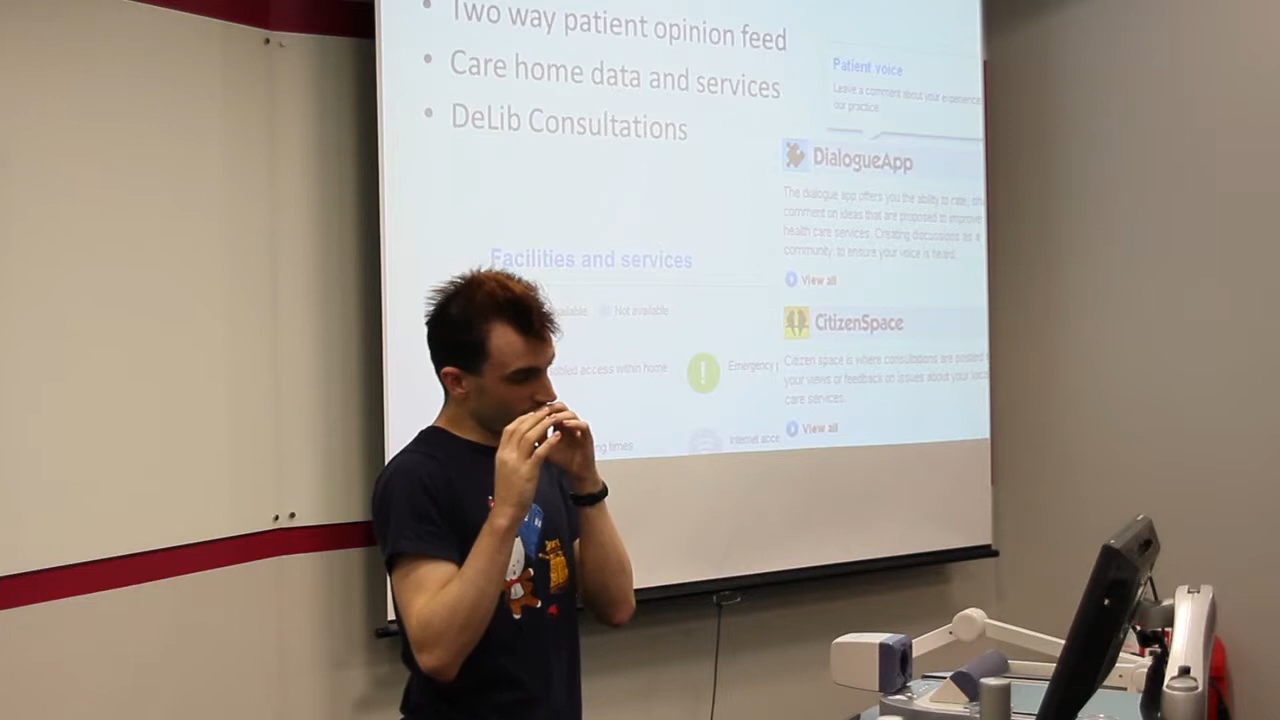 Two way patient opinion feed
Care home data and services
DeLib Consultations
Patient voice
Leave a comment about your experience
our practice
DialogueApp
The dialogue app offers you the ability to rate,
comment on ideas that are proposed to improve
health care services. Creating discussions as a
community, to ensure your voice is heard.
View all
Facilities and services
Not available
access within home
Emergency
CitizenSpace
Citizen space is where consultations are posted
your views or feedback on issues about your
care services.
View all
times
Internet